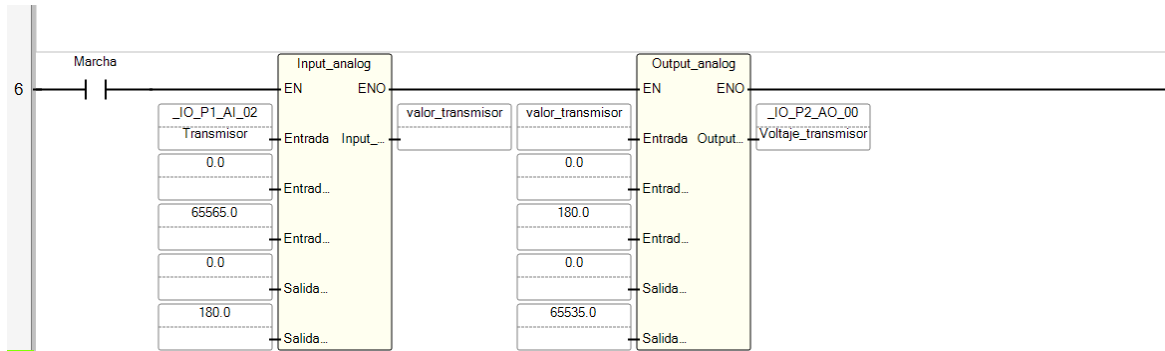 Marcha
6
Input_analog
EN ENO
_IO_P1_AI_02
Transmisor
Entrada Input_...
valor_transmisor
0.0
Entrad...
65565.0
Entrad...
0.0
Salida...
180.0
Salida...
Output_analog
EN ENO
valor_transmisor
Entrada Output...
_IO_P2_AO_00
Voltaje_transmisor
0.0
Entrad...
180.0
Entrad...
0.0
Salida...
65535.0
Salida...